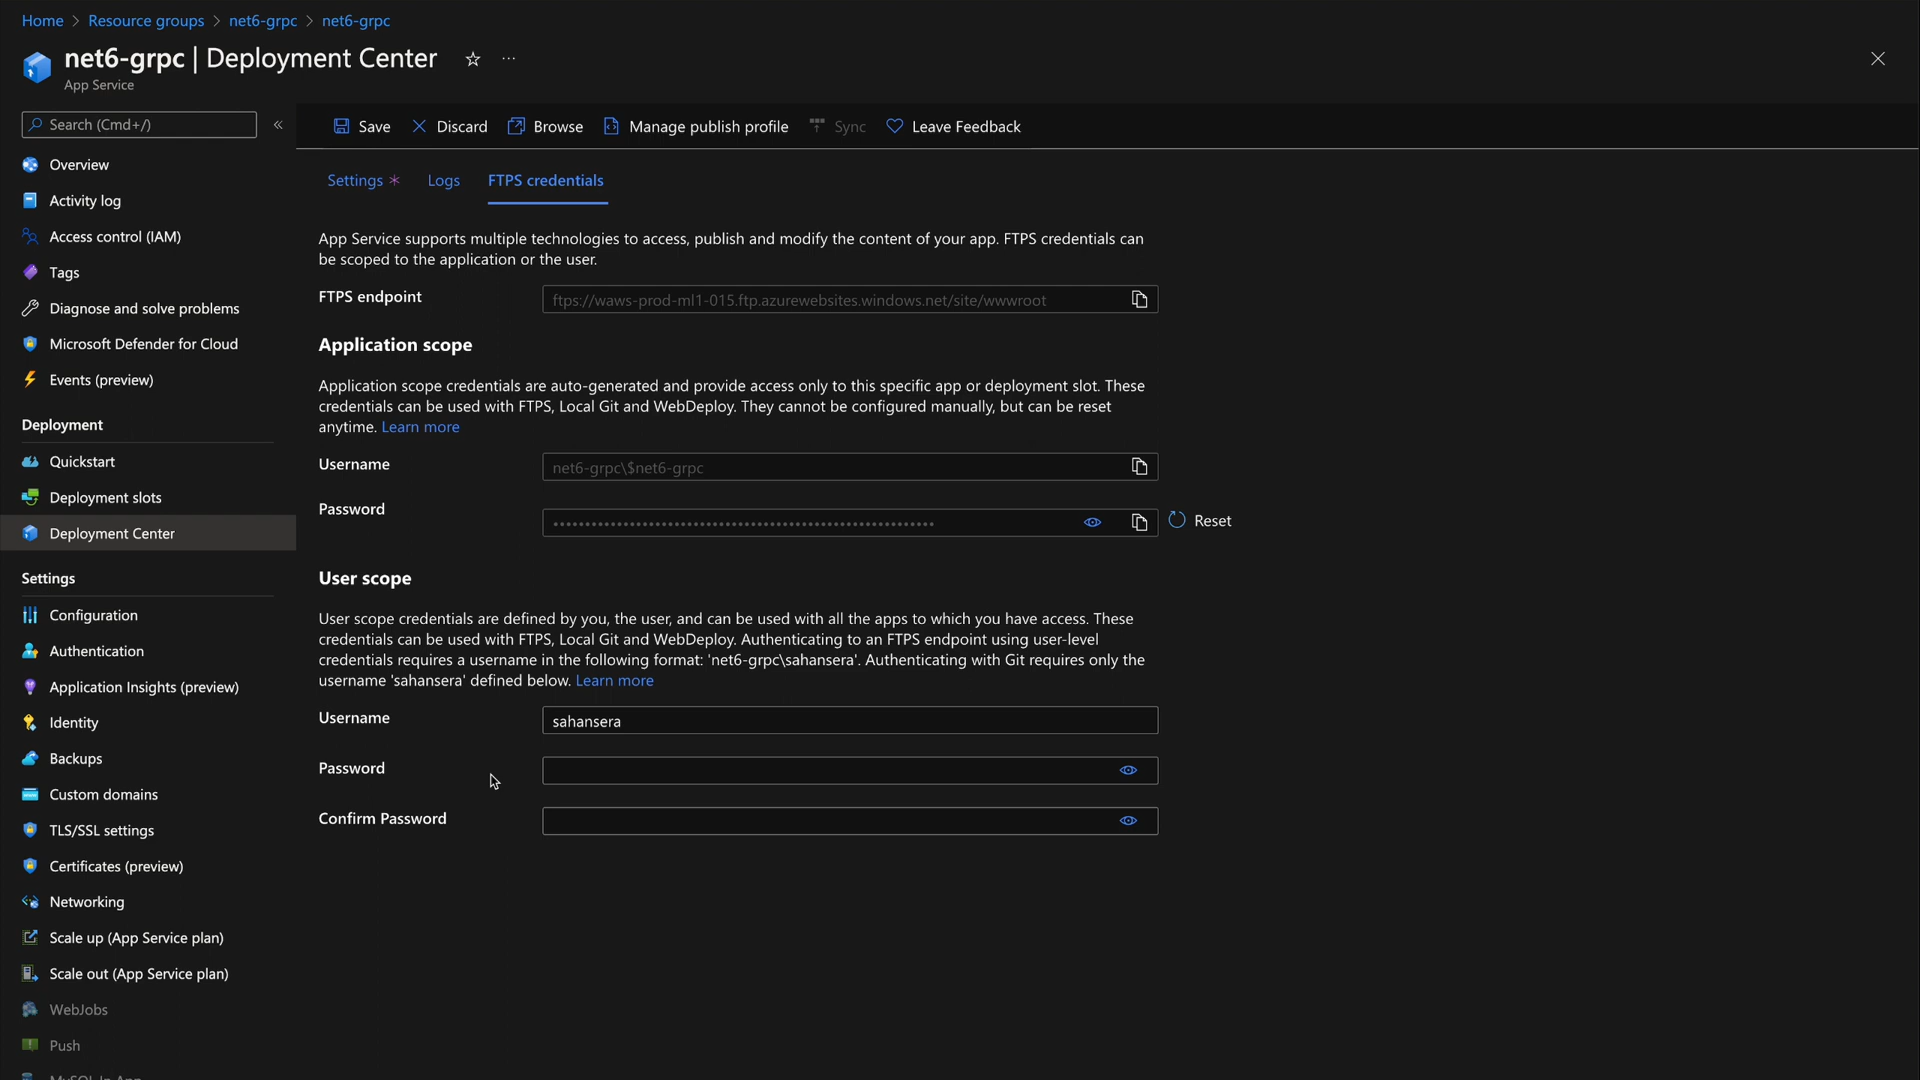 Home > Resource groups > net6-grpc > net6-grpc
net6-grpc | Deployment Center
App Service
Search (Cmd+/)
Overview
Activity log
Access control (IAM)
Tags
Diagnose and solve problems
Microsoft Defender for Cloud
Events (preview)
Deployment
Quickstart
Deployment slots
Deployment Center
Settings
Configuration
Authentication
Application Insights (preview)
Identity
Backups
Custom domains
TLS/SSL settings
Certificates (preview)
Networking
Scale up (App Service plan)
Scale out (App Service plan)
WebJobs
Push
MySQL In App
Save Discard Browse Manage publish profile Sync Leave Feedback
Settings * Logs FTPS credentials
App Service supports multiple technologies to access, publish and modify the content of your app. FTPS credentials can
be scoped to the application or the user.
FTPS endpoint ftps://waws-prod-ml1-015.ftp.azurewebsites.windows.net/site/wwwroot
Application scope
Application scope credentials are auto-generated and provide access only to this specific app or deployment slot. These
credentials can be used with FTPS, Local Git and WebDeploy. They cannot be configured manually, but can be reset
anytime. Learn more
Username net6-grpc\$net6-grpc
Password Reset
User scope
User scope credentials are defined by you, the user, and can be used with all the apps to which you have access. These
credentials can be used with FTPS, Local Git and WebDeploy. Authenticating to an FTPS endpoint using user-level
credentials requires a username in the following format: 'net6-grpc\sahansera'. Authenticating with Git requires only the
username 'sahansera' defined below. Learn more
Username sahansera
Password
Confirm Password